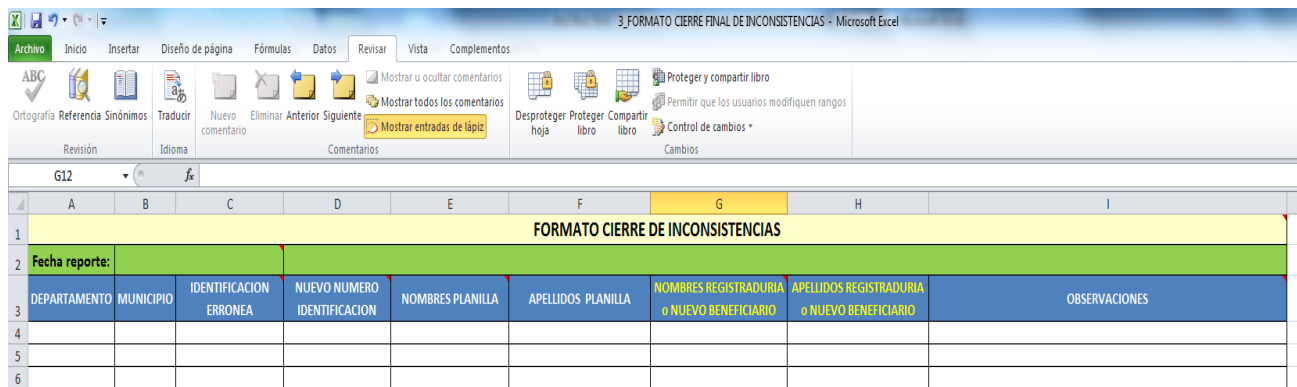 3_FORMATO CIERRE FINAL DE INCONSISTENCIAS - Microsoft Excel
Archivo Inicio Insertar Diseño de página Fórmulas Datos Revisar Vista Complementos
ABC
Ortografía Referencia Sinónimos
Revisión
Traducir
Idioma
Nuevo comentario
Eliminar Anterior Siguiente
Mostrar u ocultar comentarios
Mostrar todos los comentarios
Mostrar entradas de lápiz
Comentarios
Desproteger hoja
Proteger libro
Compartir libro
Proteger y compartir libro
Permitir que los usuarios modifiquen rangos
Control de cambios
Cambios
G12 fx
A B C D E F G H I
1 FORMATO CIERRE DE INCONSISTENCIAS
2 Fecha reporte:
3 DEPARTAMENTO MUNICIPIO
IDENTIFICACION
ERRONEA
NUEVO NUMERO
IDENTIFICACION
NOMBRES PLANILLA
APELLIDOS PLANILLA
NOMBRES REGISTRADURIA
o NUEVO BENEFICIARIO
APELLIDOS REGISTRADURIA
o NUEVO BENEFICIARIO
OBSERVACIONES
4
5
6